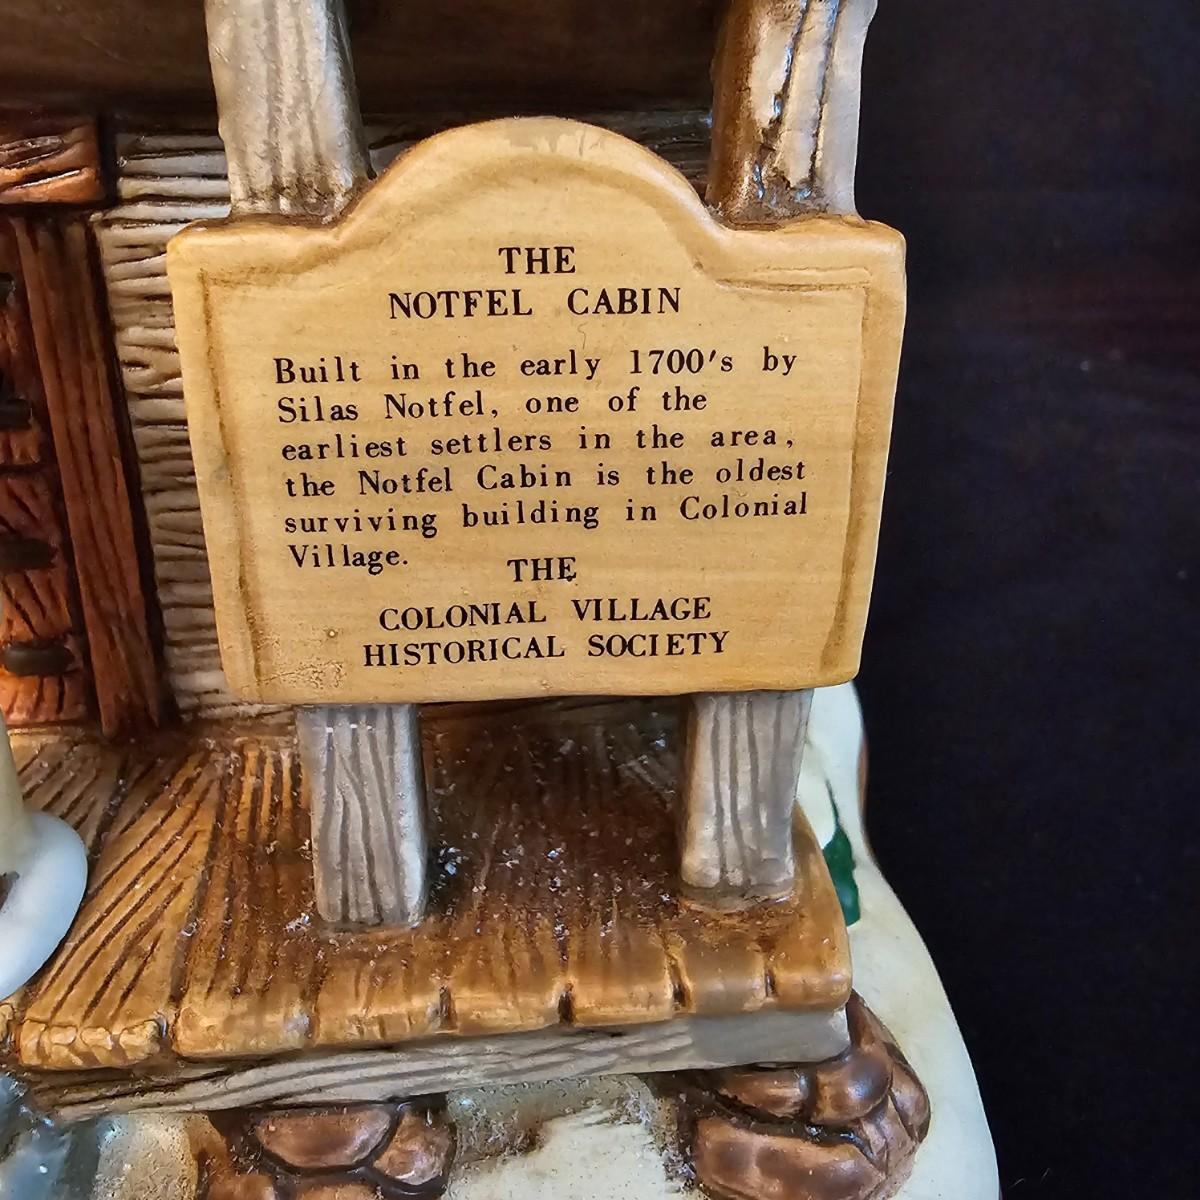 THE
NOTFEL CABIN
Built in the early 1700's by
Silas Notfel, one of the
earliest settlers in the area,
the Notfel Cabin is the oldest
surviving building in Colonial
Village.
THE
COLONIAL VILLAGE
HISTORICAL SOCIETY